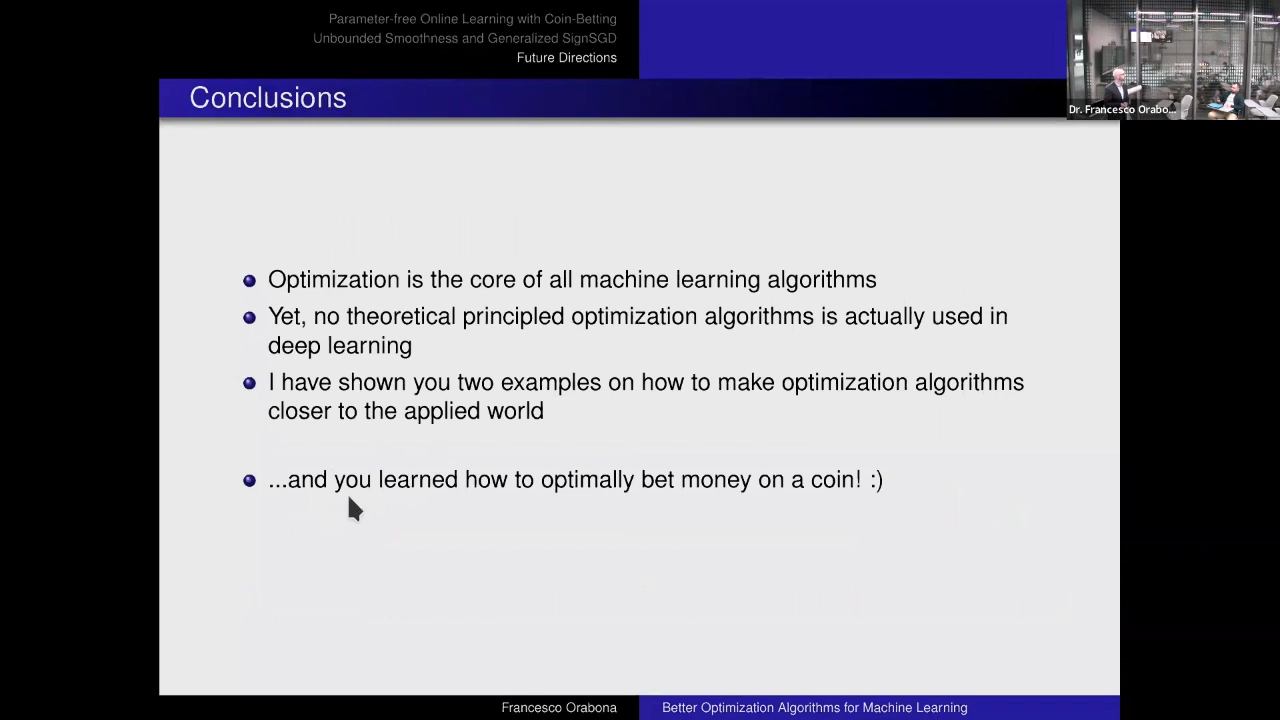 Parameter-free Online Learning with Coin-Betting
Unbounded Smoothness and Generalized SignSGD
Future Directions
Dr. Francesco Orabo...
Conclusions
Optimization is the core of all machine learning algorithms
Yet, no theoretical principled optimization algorithms is actually used in
deep learning
I have shown you two examples on how to make optimization algorithms
closer to the applied world
...and you learned how to optimally bet money on a coin! :)
Francesco Orabona
Better Optimization Algorithms for Machine Learning